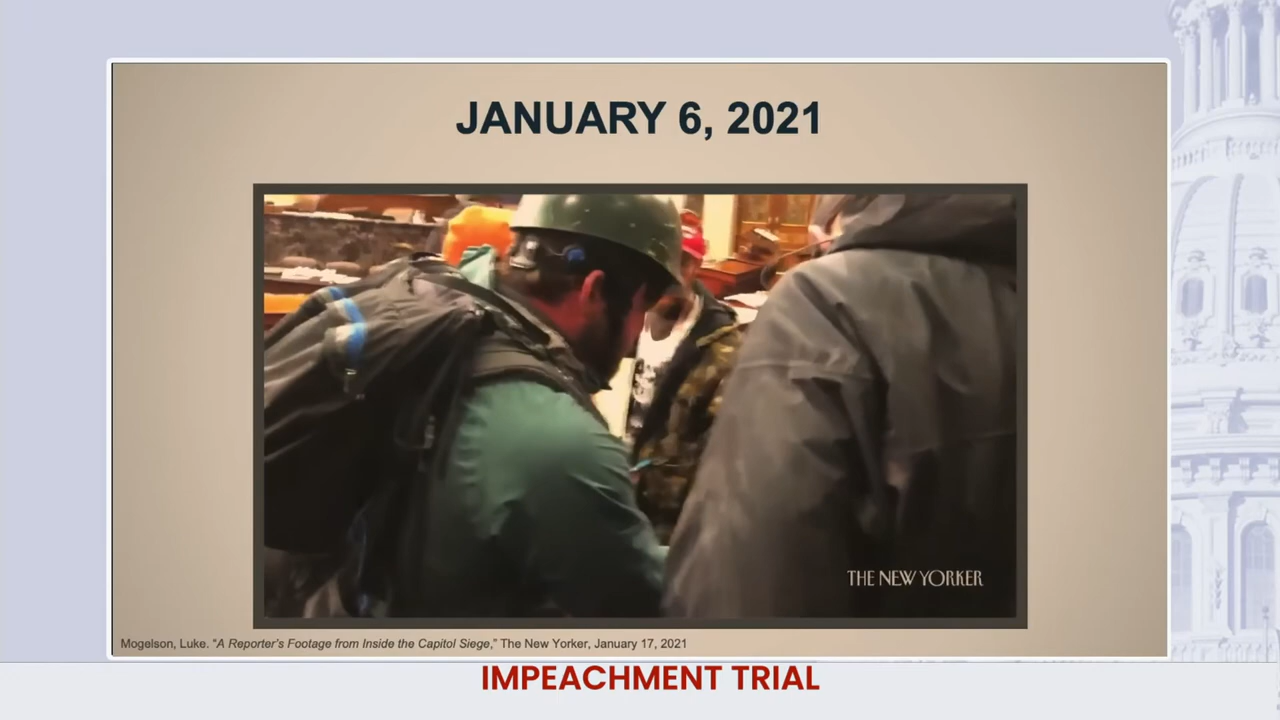 JANUARY 6, 2021
THE NEW YORKER
Mogelson, Luke. "A Reporter's Footage from Inside the Capitol Siege," The New Yorker, January 17, 2021
IMPEACHMENT TRIAL